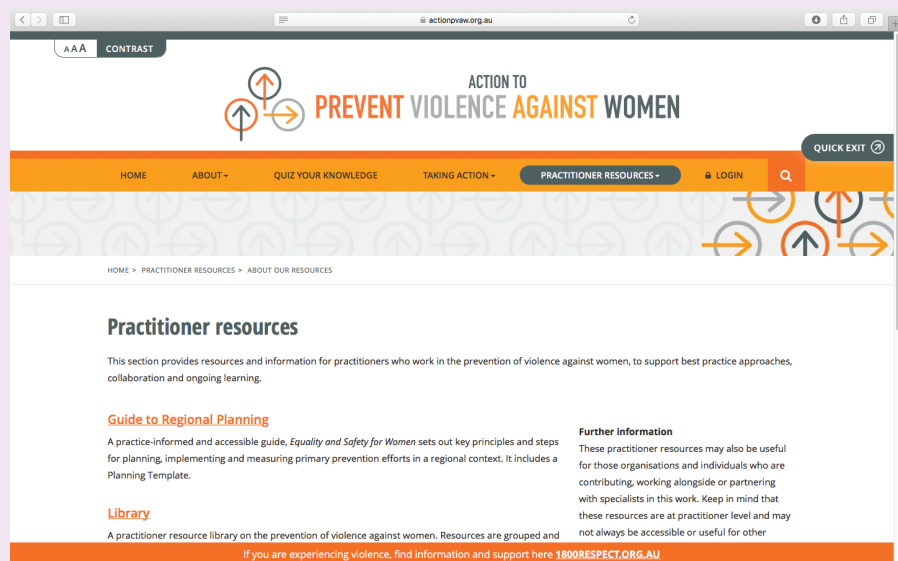 actionpvaw.org.au
A A A CONTRAST
ACTION TO
PREVENT VIOLENCE AGAINST WOMEN
QUICK EXIT
HOME ABOUT QUIZ YOUR KNOWLEDGE TAKING ACTION PRACTITIONER RESOURCES LOGIN
HOME > PRACTITIONER RESOURCES > ABOUT OUR RESOURCES
Practitioner resources
This section provides resources and information for practitioners who work in the prevention of violence against women, to support best practice approaches,
collaboration and ongoing learning.
Guide to Regional Planning
A practice-informed and accessible guide, Equality and Safety for Women sets out key principles and steps
for planning, implementing and measuring primary prevention efforts in a regional context. It includes a
Planning Template.
Library
A practitioner resource library on the prevention of violence against women. Resources are grouped and
Further information
These practitioner resources may also be useful
for those organisations and individuals who are
contributing, working alongside or partnering
with specialists in this work. Keep in mind that
these resources are at practitioner level and may
not always be accessible or useful for other
If you are experiencing violence, find information and support here 1800RESPECT.ORG.AU